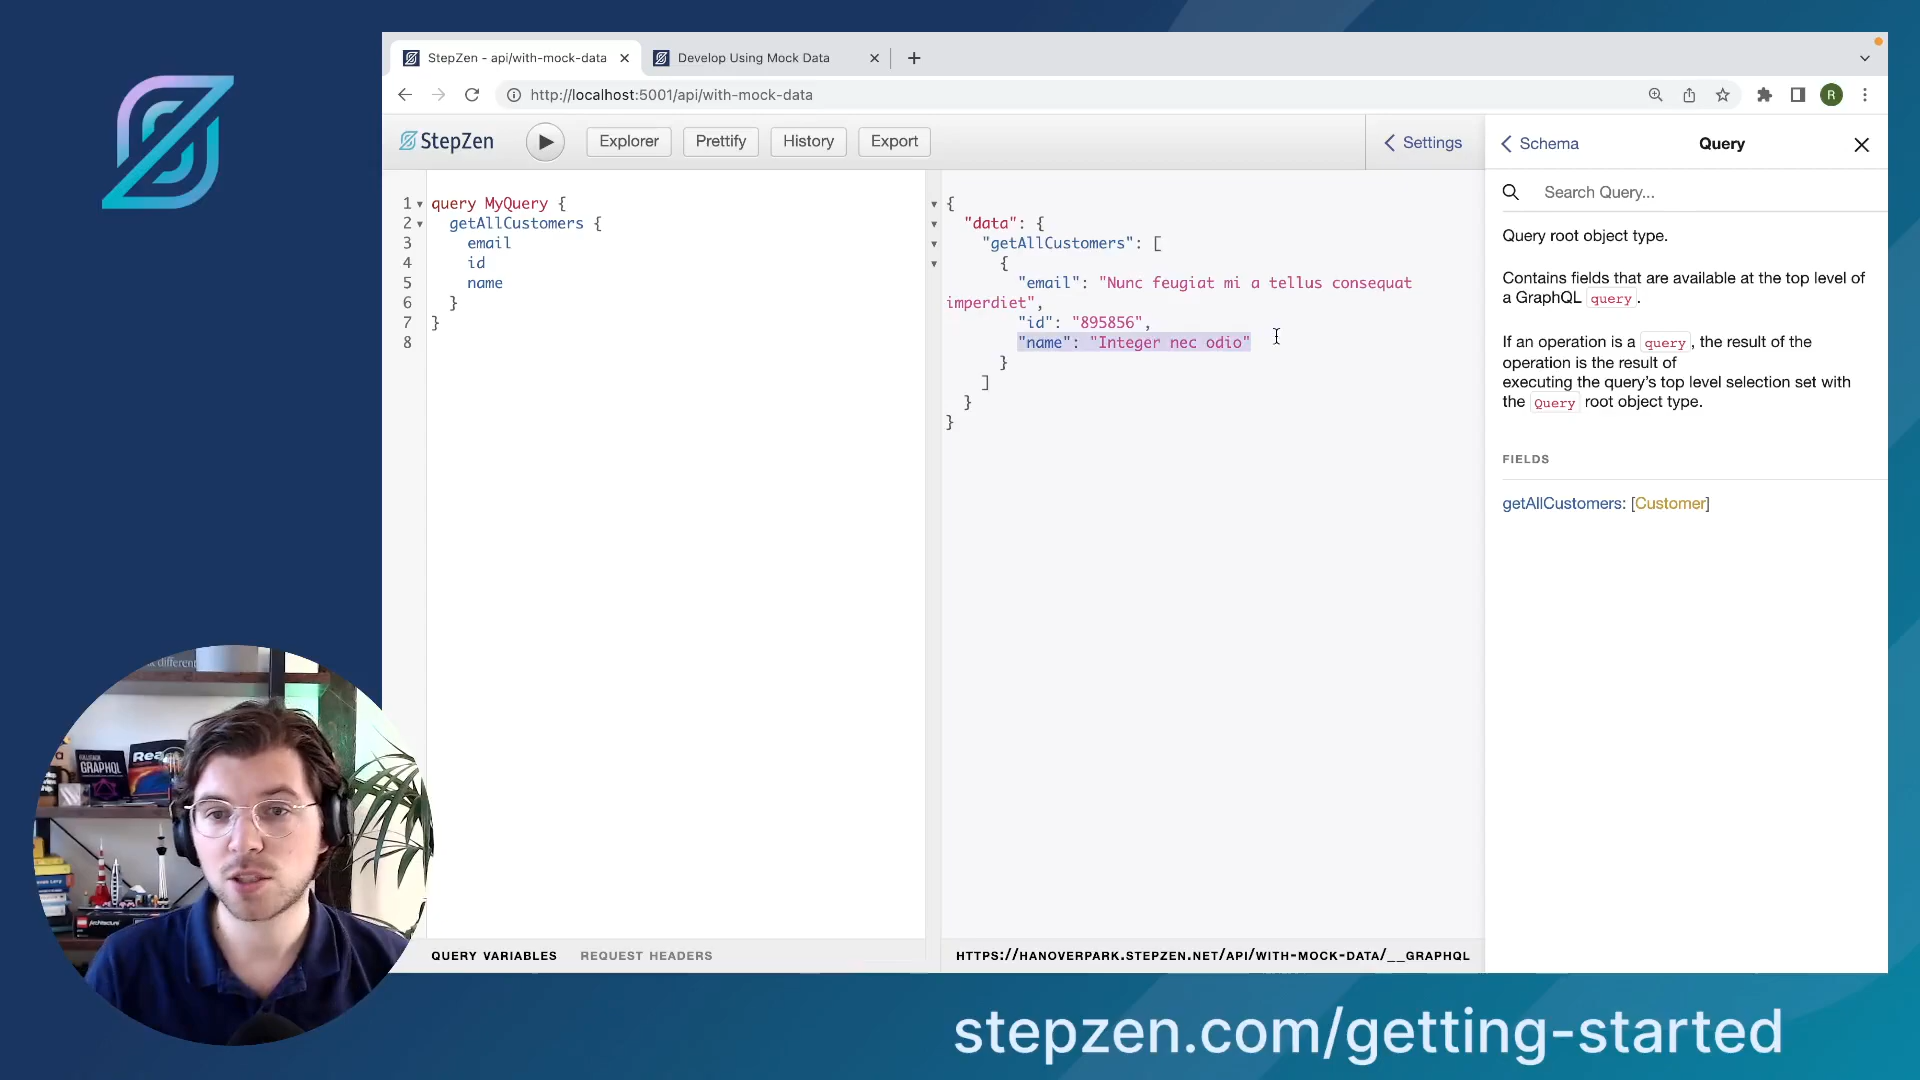 StepZen - api/with-mock-data
Develop Using Mock Data
http://localhost:5001/api/with-mock-data
R
StepZen
Explorer
Prettify
History
Export
Settings
Schema
Query
Search Query...
1 query MyQuery {
2 getAllCustomers {
3 email
4 id
5 name
6 }
7 }
8
{
"data": {
"getAllCustomers": [
{
"email": "Nunc feugiat mi a tellus consequat
imperdiet",
"id": "895856",
"name": "Integer nec odio"
}
]
}
}
Query root object type.
Contains fields that are available at the top level of
a GraphQL query.
If an operation is a query, the result of the
operation is the result of
executing the query's top level selection set with
the Query root object type.
FIELDS
getAllCustomers: [Customer]
QUERY VARIABLES
REQUEST HEADERS
HTTPS://HANOVERPARK.STEPZEN.NET/API/WITH-MOCK-DATA/__GRAPHQL
different
GRAPHQL
Architecture
stepzen.com/getting-started